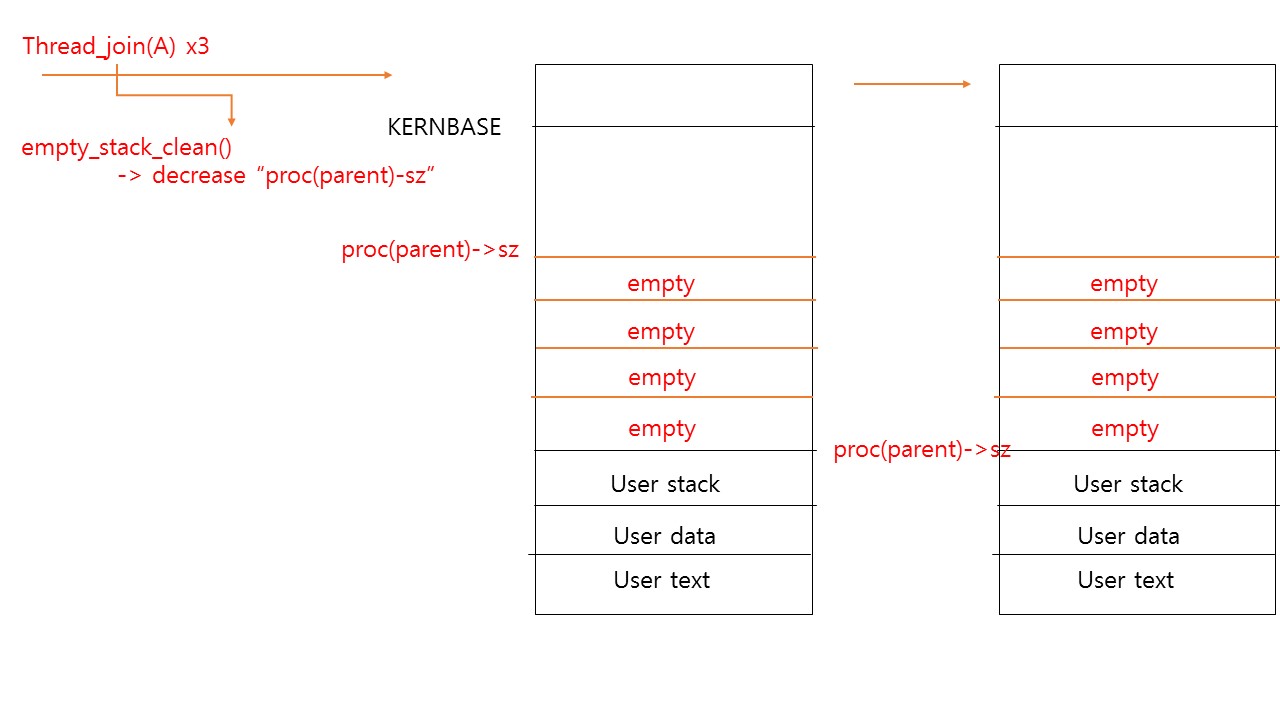 Thread_join(A) x3
empty_stack_clean()
-> decrease “proc(parent)-sz”
KERNBASE
proc(parent)->sz
empty
empty
empty
empty
User stack
User data
User text
proc(parent)->sz
empty
empty
empty
empty
User stack
User data
User text